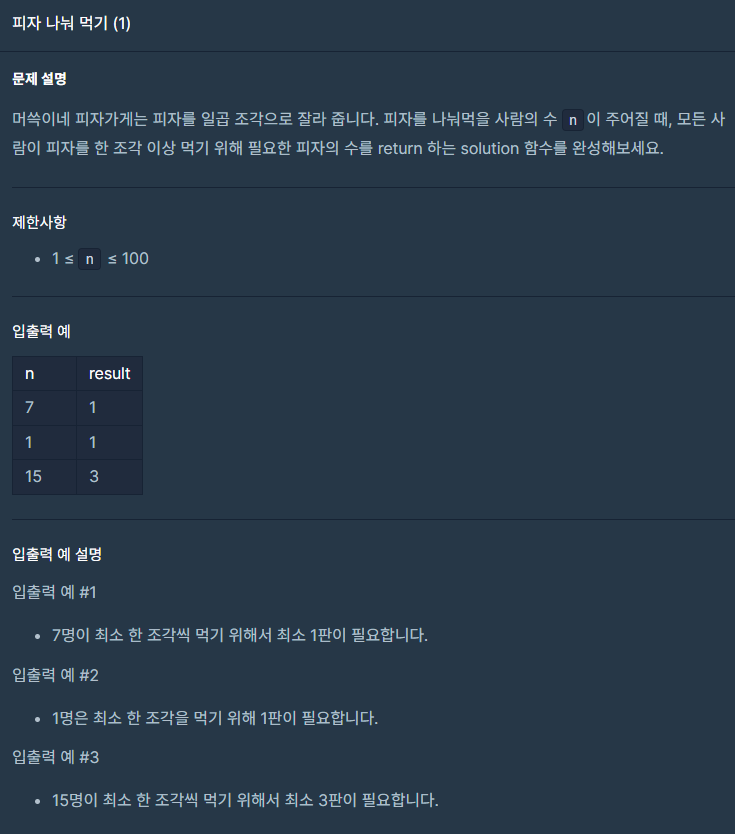 피자 나눠 먹기 (1)
문제 설명
머쓱이네 피자가게는 피자를 일곱 조각으로 잘라 줍니다. 피자를 나눠먹을 사람의 수 n 이 주어질 때, 모든 사
람이 피자를 한 조각 이상 먹기 위해 필요한 피자의 수를 return 하는 solution 함수를 완성해보세요.
제한사항
• 1 ≤ n ≤ 100
입출력 예
n result
7 1
1 1
15 3
입출력 예 설명
입출력 예 #1
• 7명이 최소 한 조각씩 먹기 위해서 최소 1판이 필요합니다.
입출력 예 #2
• 1명은 최소 한 조각을 먹기 위해 1판이 필요합니다.
입출력 예 #3
• 15명이 최소 한 조각씩 먹기 위해서 최소 3판이 필요합니다.